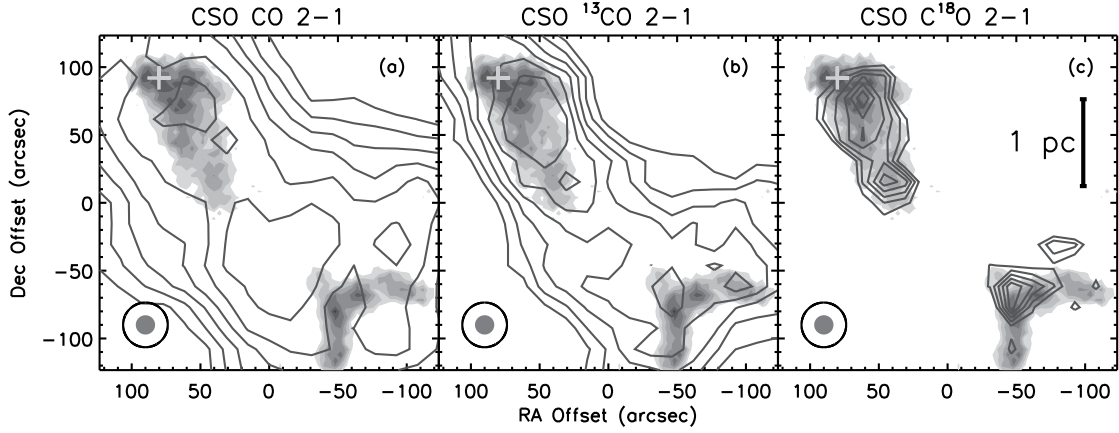 CSO CO 2−1
CSO ¹³CO 2−1
CSO C¹⁸O 2−1
(a)
(b)
(c)
1 pc
Dec Offset (arcsec)
100
50
0
−50
−100
100 50 0 −50 −100
100 50 0 −50 −100
100 50 0 −50 −100
RA Offset (arcsec)